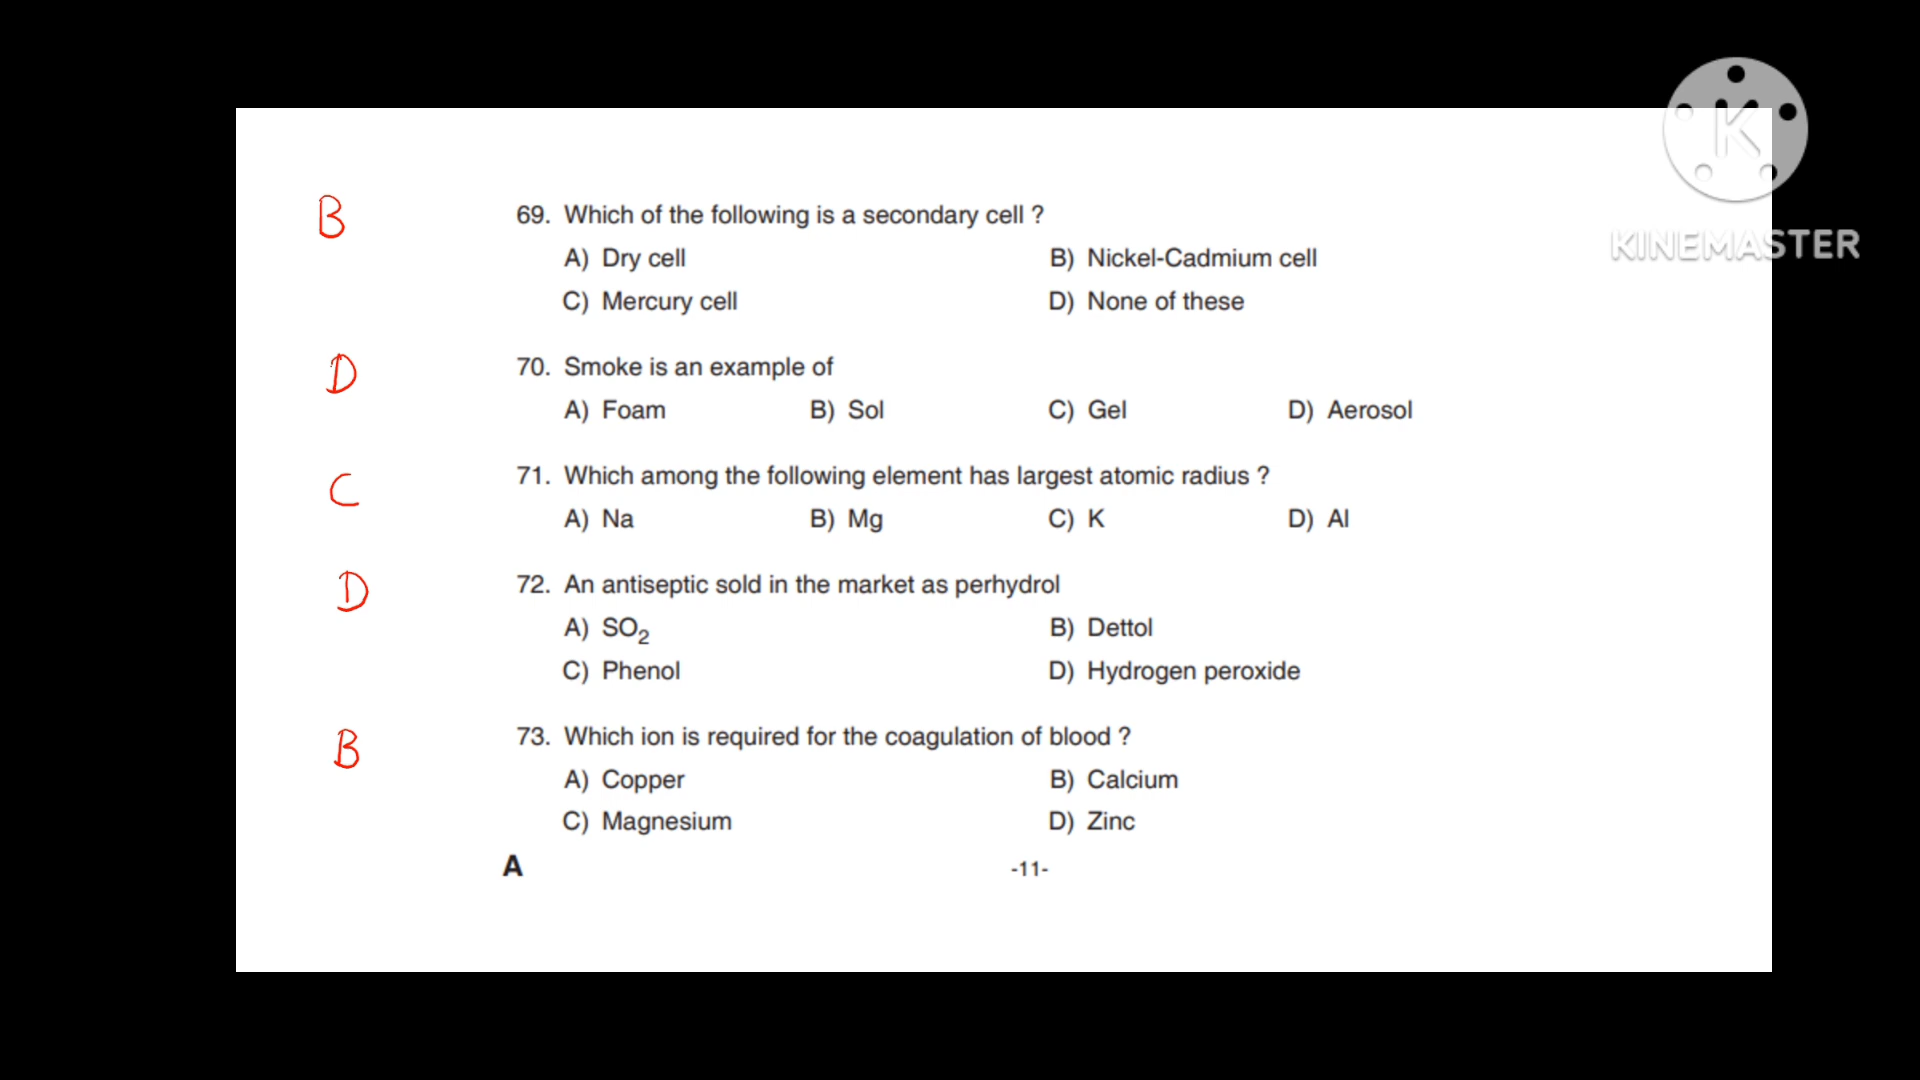 B
69. Which of the following is a secondary cell ?
A) Dry cell B) Nickel-Cadmium cell
C) Mercury cell D) None of these
D
70. Smoke is an example of
A) Foam B) Sol C) Gel D) Aerosol
C
71. Which among the following element has largest atomic radius ?
A) Na B) Mg C) K D) Al
D
72. An antiseptic sold in the market as perhydrol
A) SO₂ B) Dettol
C) Phenol D) Hydrogen peroxide
B
73. Which ion is required for the coagulation of blood ?
A) Copper B) Calcium
C) Magnesium D) Zinc
A -11-
K
KINEMASTER